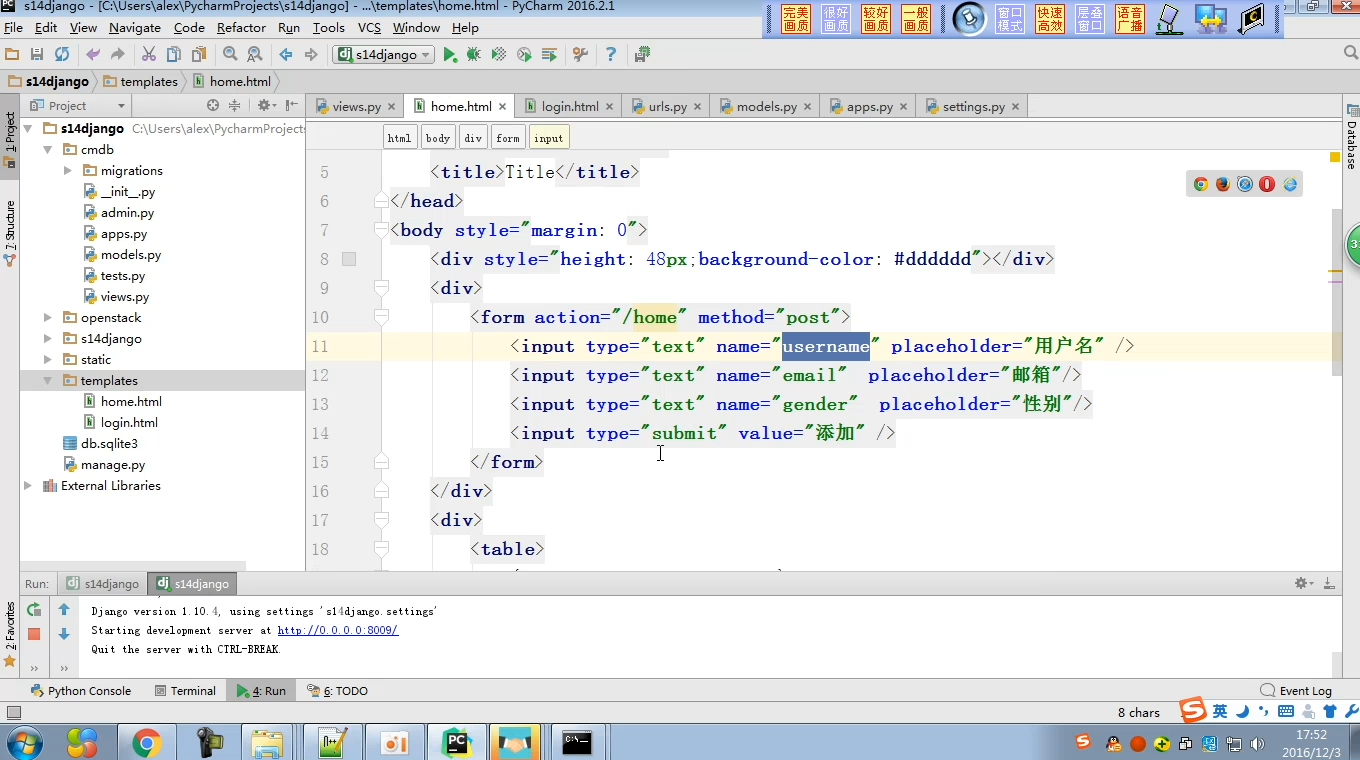 s14django - [C:\Users\alex\PycharmProjects\s14django] - ...\templates\home.html - PyCharm 2016.2.1
完美画质 很好画质 较好画质 一般画质 窗口模式 快速高效 层叠窗口 语音广播
File Edit View Navigate Code Refactor Run Tools VCS Window Help
s14django
s14django templates home.html
Project
views.py home.html login.html urls.py models.py apps.py settings.py
1: Project
7: Structure
2: Favorites
Database
s14django C:\Users\alex\PycharmProjects
cmdb
migrations
__init__.py
admin.py
apps.py
models.py
tests.py
views.py
openstack
s14django
static
templates
home.html
login.html
db.sqlite3
manage.py
External Libraries
html body div form input
5 <title>Title</title>
6 </head>
7 <body style="margin: 0">
8 <div style="height: 48px;background-color: #dddddd"></div>
9 <div>
10 <form action="/home" method="post">
11 <input type="text" name="username" placeholder="用户名" />
12 <input type="text" name="email"  placeholder="邮箱"/>
13 <input type="text" name="gender"  placeholder="性别"/>
14 <input type="submit" value="添加" />
15 </form>
16 </div>
17 <div>
18 <table>
Run: s14django s14django
Django version 1.10.4, using settings 's14django.settings'
Starting development server at http://0.0.0.0:8009/
Quit the server with CTRL-BREAK.
Python Console Terminal 4: Run 6: TODO Event Log
8 chars
英
17:52
2016/12/3